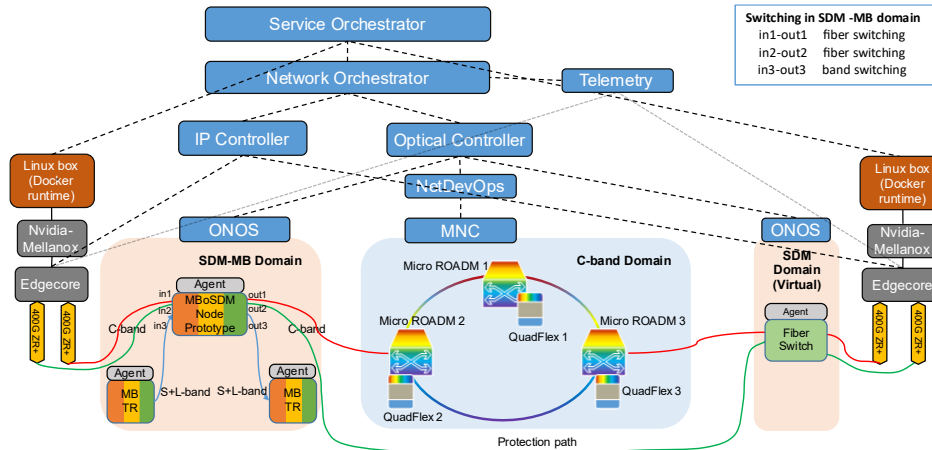 Service Orchestrator
Switching in SDM -MB domain
in1-out1 fiber switching
in2-out2 fiber switching
in3-out3 band switching
Network Orchestrator
Telemetry
IP Controller
Optical Controller
NetDevOps
Linux box
(Docker
runtime)
Nvidia-
Mellanox
Edgecore
400G ZR+
400G ZR+
C-band
ONOS
SDM-MB Domain
Agent
MBoSDM
Node
Prototype
in1
in2
in3
out1
out2
out3
C-band
S+L-band
S+L-band
Agent
MB
TR
Agent
MB
TR
MNC
C-band Domain
Micro ROADM 1
QuadFlex 1
Micro ROADM 2
QuadFlex 2
Micro ROADM 3
QuadFlex 3
Protection path
ONOS
SDM
Domain
(Virtual)
Agent
Fiber
Switch
Linux box
(Docker
runtime)
Nvidia-
Mellanox
Edgecore
400G ZR+
400G ZR+